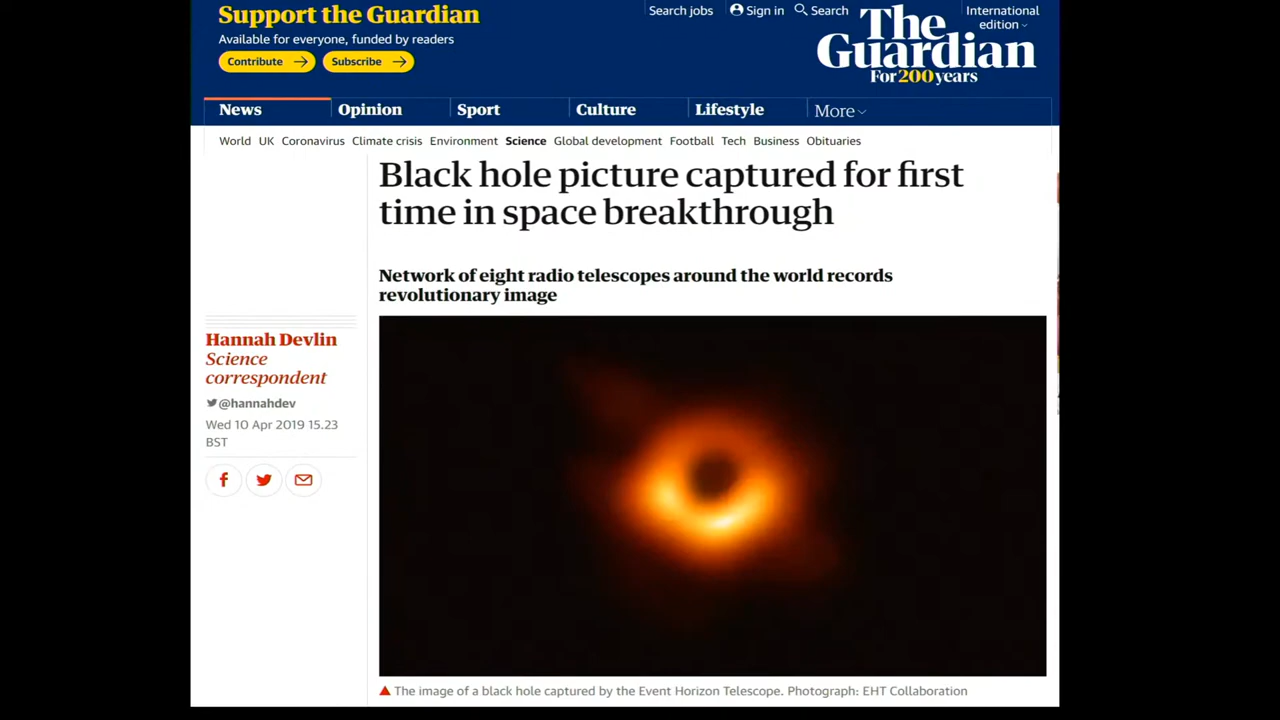 Support the Guardian
Available for everyone, funded by readers
Contribute
Subscribe
Search jobs
Sign in
Search
International
edition
The
Guardian
For 200 years
News
Opinion
Sport
Culture
Lifestyle
More
World UK Coronavirus Climate crisis Environment Science Global development Football Tech Business Obituaries
Black hole picture captured for first
time in space breakthrough
Network of eight radio telescopes around the world records
revolutionary image
Hannah Devlin
Science
correspondent
@hannahdev
Wed 10 Apr 2019 15.23
BST
The image of a black hole captured by the Event Horizon Telescope. Photograph: EHT Collaboration